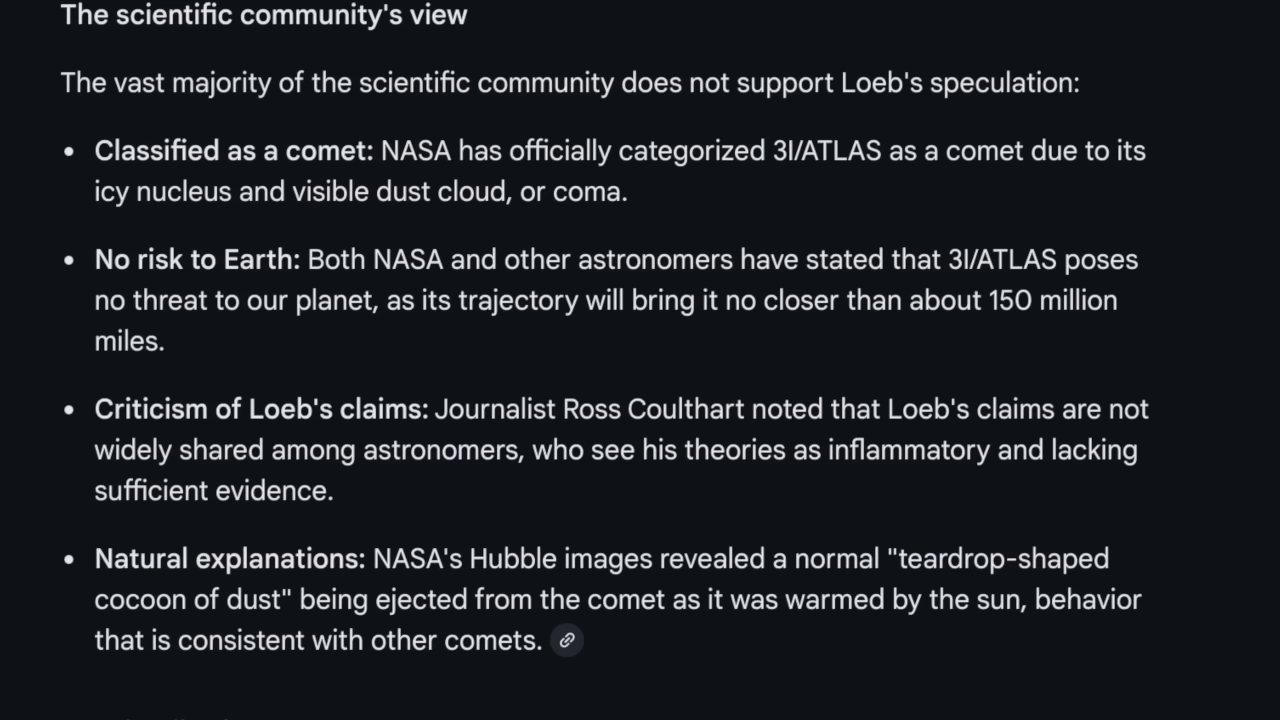 The scientific community's view
The vast majority of the scientific community does not support Loeb's speculation:
• Classified as a comet: NASA has officially categorized 3I/ATLAS as a comet due to its
icy nucleus and visible dust cloud, or coma.
• No risk to Earth: Both NASA and other astronomers have stated that 3I/ATLAS poses
no threat to our planet, as its trajectory will bring it no closer than about 150 million
miles.
• Criticism of Loeb's claims: Journalist Ross Coulthart noted that Loeb's claims are not
widely shared among astronomers, who see his theories as inflammatory and lacking
sufficient evidence.
• Natural explanations: NASA's Hubble images revealed a normal "teardrop-shaped
cocoon of dust" being ejected from the comet as it was warmed by the sun, behavior
that is consistent with other comets.